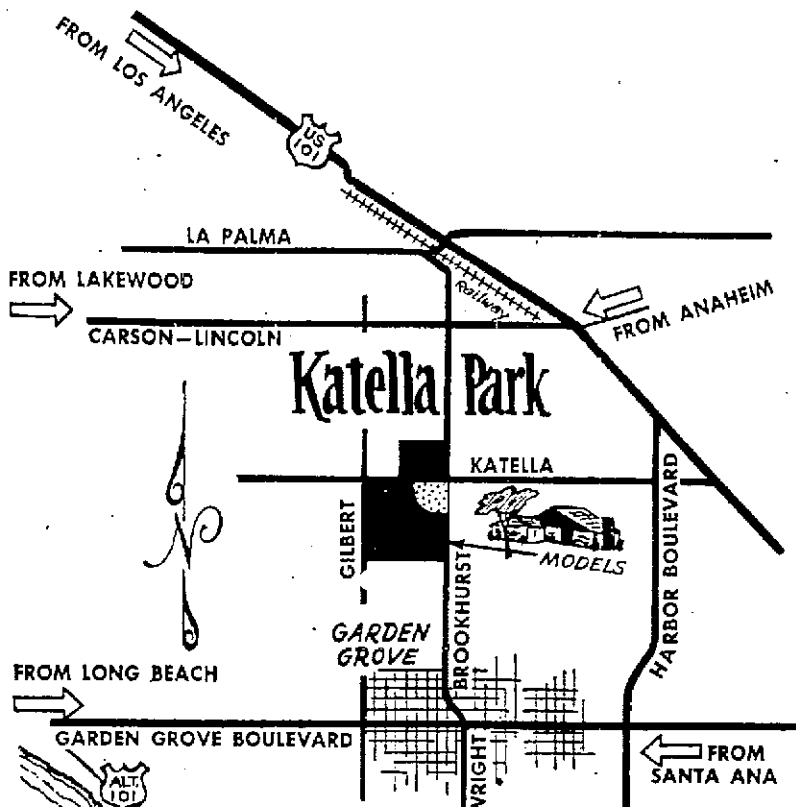 FROM LOS ANGELES
US
101
LA PALMA
FROM LAKEWOOD
Railway
FROM ANAHEIM
CARSON–LINCOLN
Katella Park
KATELLA
N
GILBERT
MODELS
BROOKHURST
HARBOR BOULEVARD
GARDEN
GROVE
FROM LONG BEACH
GARDEN GROVE BOULEVARD
FROM
SANTA ANA
ALT.
101
WRIGHT